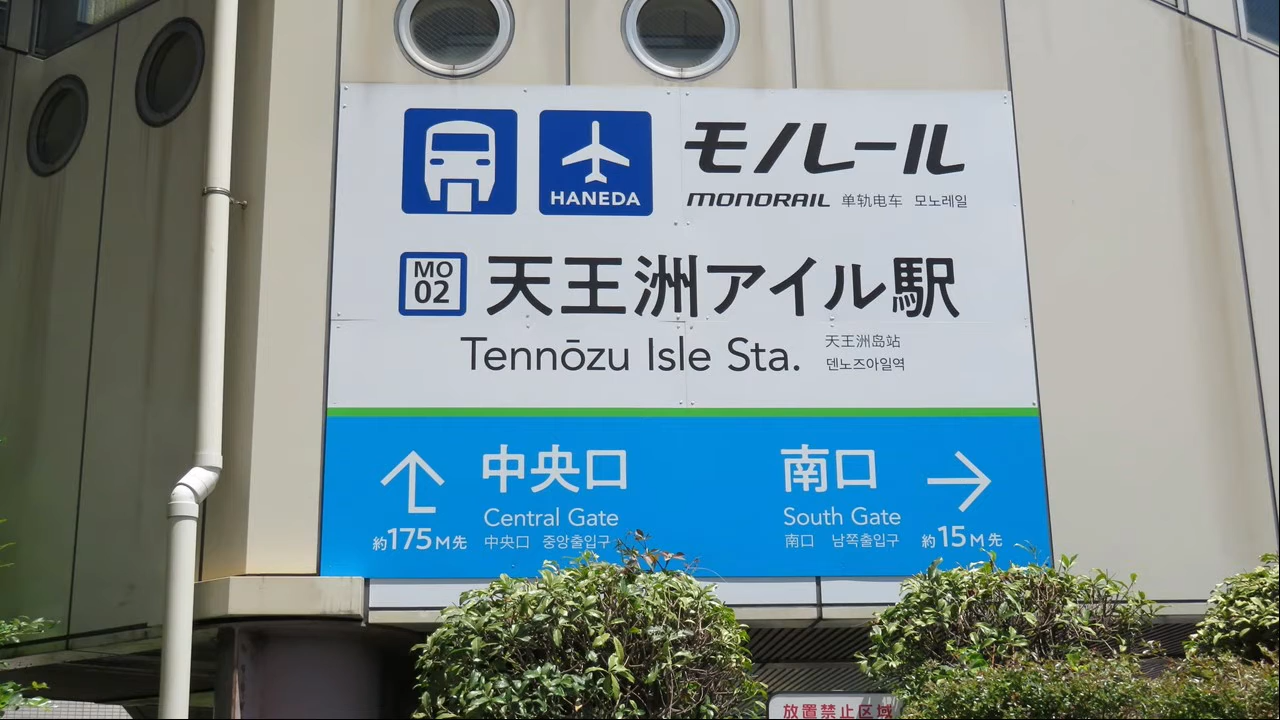 HANEDA
モノレール
MONORAIL 单轨电车 모노레일
MO
02
天王洲アイル駅
Tennōzu Isle Sta.
天王洲岛站
덴노즈아일역
中央口
Central Gate
中央口 중앙출입구
約175M先
南口
South Gate
南口 남쪽출입구
約15M先
放置禁止区域